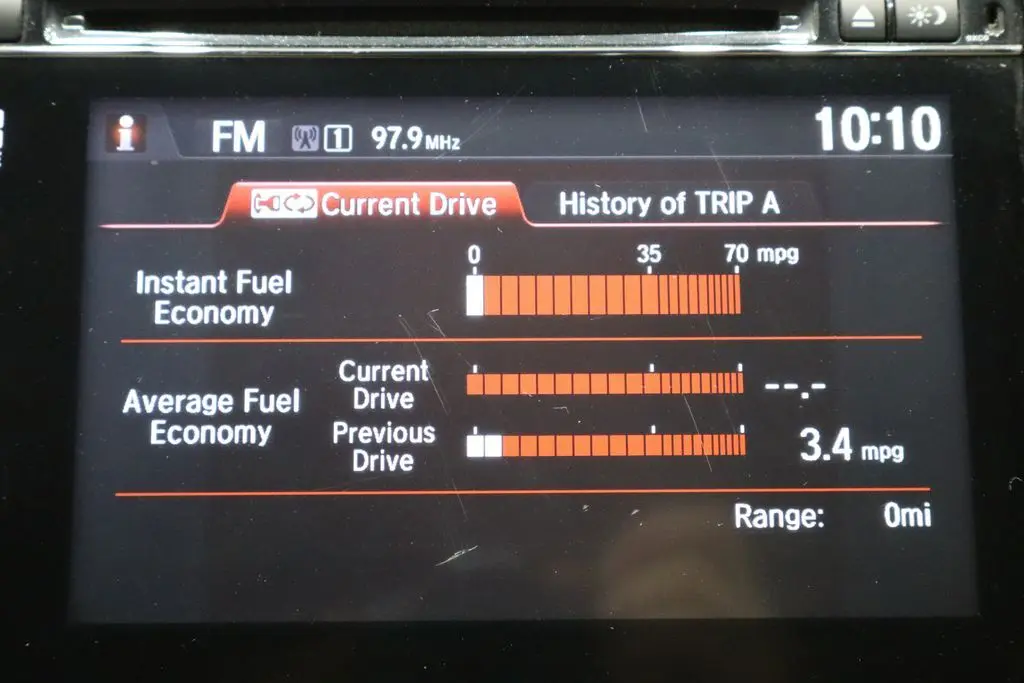 i FM 1 97.9MHz 10:10
Current Drive History of TRIP A
0 35 70 mpg
Instant Fuel
Economy
Average Fuel
Economy
Current
Drive
--.-
Previous
Drive
3.4 mpg
Range: 0mi